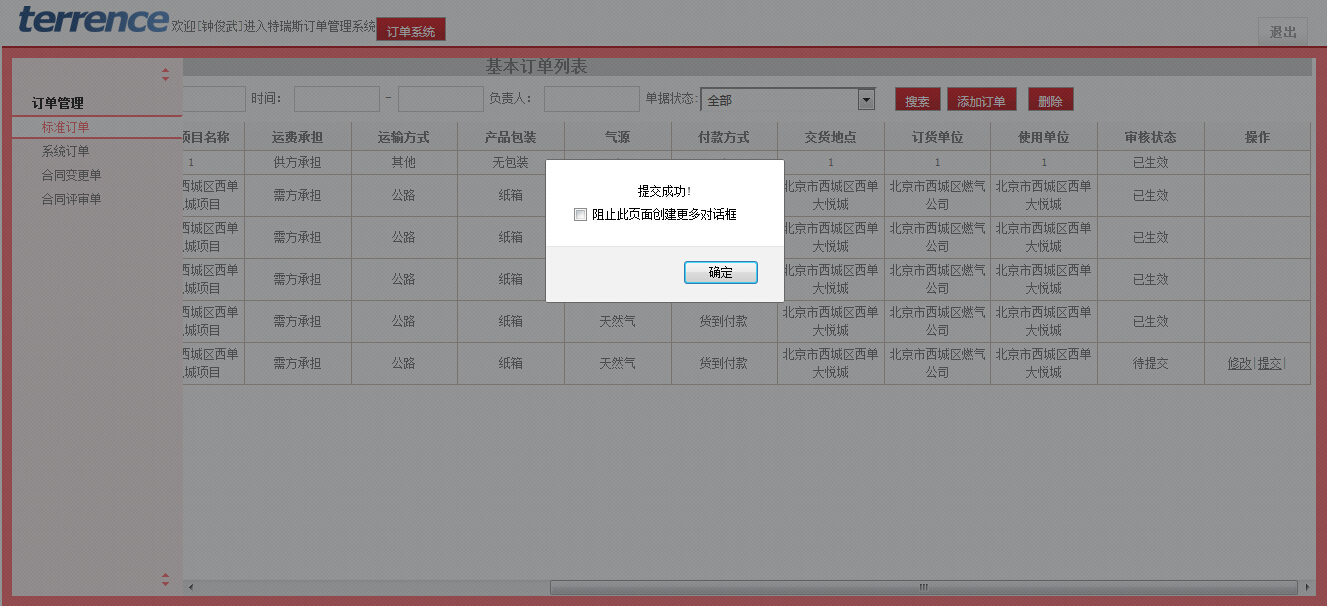 terrence 欢迎[钟俊武]进入特瑞斯订单管理系统 订单系统 退出
基本订单列表
订单管理
标准订单
系统订单
合同变更单
合同评审单
时间: - 负责人: 单据状态: 全部 搜索 添加订单 删除
项目名称 运费承担 运输方式 产品包装 气源 付款方式 交货地点 订货单位 使用单位 审核状态 操作
1 供方承担 其他 无包装 1 1 1 已生效
西城区西单 北京市西城区西单 北京市西城区燃气 北京市西城区西单
城项目 需方承担 公路 纸箱 大悦城 公司 大悦城 已生效
西城区西单 北京市西城区西单 北京市西城区燃气 北京市西城区西单
城项目 需方承担 公路 纸箱 大悦城 公司 大悦城 已生效
西城区西单 北京市西城区西单 北京市西城区燃气 北京市西城区西单
城项目 需方承担 公路 纸箱 大悦城 公司 大悦城 已生效
西城区西单 北京市西城区西单 北京市西城区燃气 北京市西城区西单
城项目 需方承担 公路 纸箱 天然气 货到付款 大悦城 公司 大悦城 已生效
西城区西单 北京市西城区西单 北京市西城区燃气 北京市西城区西单
城项目 需方承担 公路 纸箱 天然气 货到付款 大悦城 公司 大悦城 待提交 修改|提交|
提交成功!
阻止此页面创建更多对话框
确定